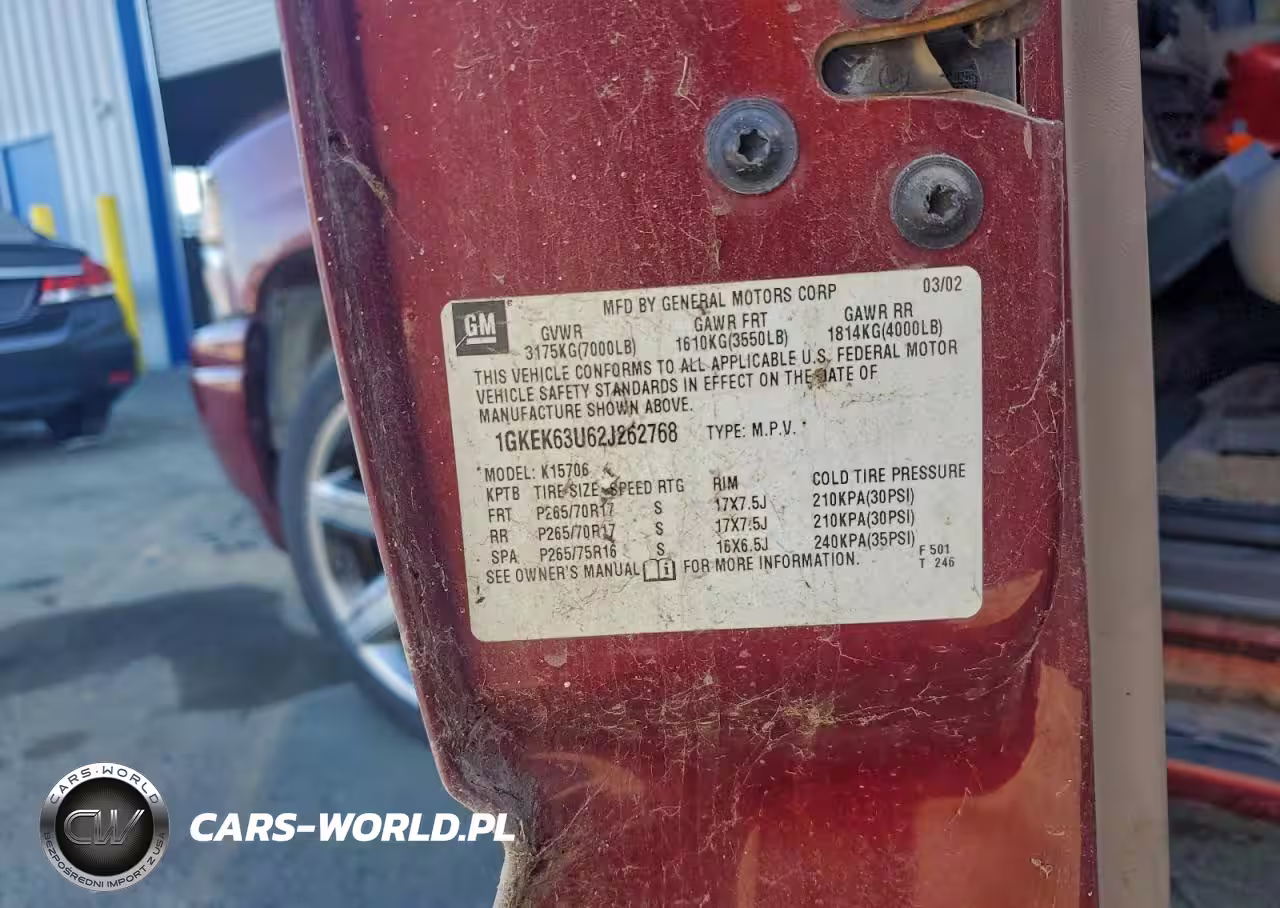 GM
MFD BY GENERAL MOTORS CORP 03/02
GVWR GAWR FRT GAWR RR
3175KG(7000LB) 1610KG(3550LB) 1814KG(4000LB)
THIS VEHICLE CONFORMS TO ALL APPLICABLE U.S. FEDERAL MOTOR
VEHICLE SAFETY STANDARDS IN EFFECT ON THE DATE OF
MANUFACTURE SHOWN ABOVE.
1GKEK63U62J262768 TYPE: M.P.V. *
*MODEL: K15706
KPTB TIRE SIZE SPEED RTG RIM COLD TIRE PRESSURE
FRT P265/70R17 S 17X7.5J 210KPA(30PSI)
RR P265/70R17 S 17X7.5J 210KPA(30PSI)
SPA P265/75R16 S 16X6.5J 240KPA(35PSI)
SEE OWNER'S MANUAL FOR MORE INFORMATION.
F 501
T 246
CARS-WORLD
CW
BEZPOŚREDNI IMPORT Z USA
CARS-WORLD.PL